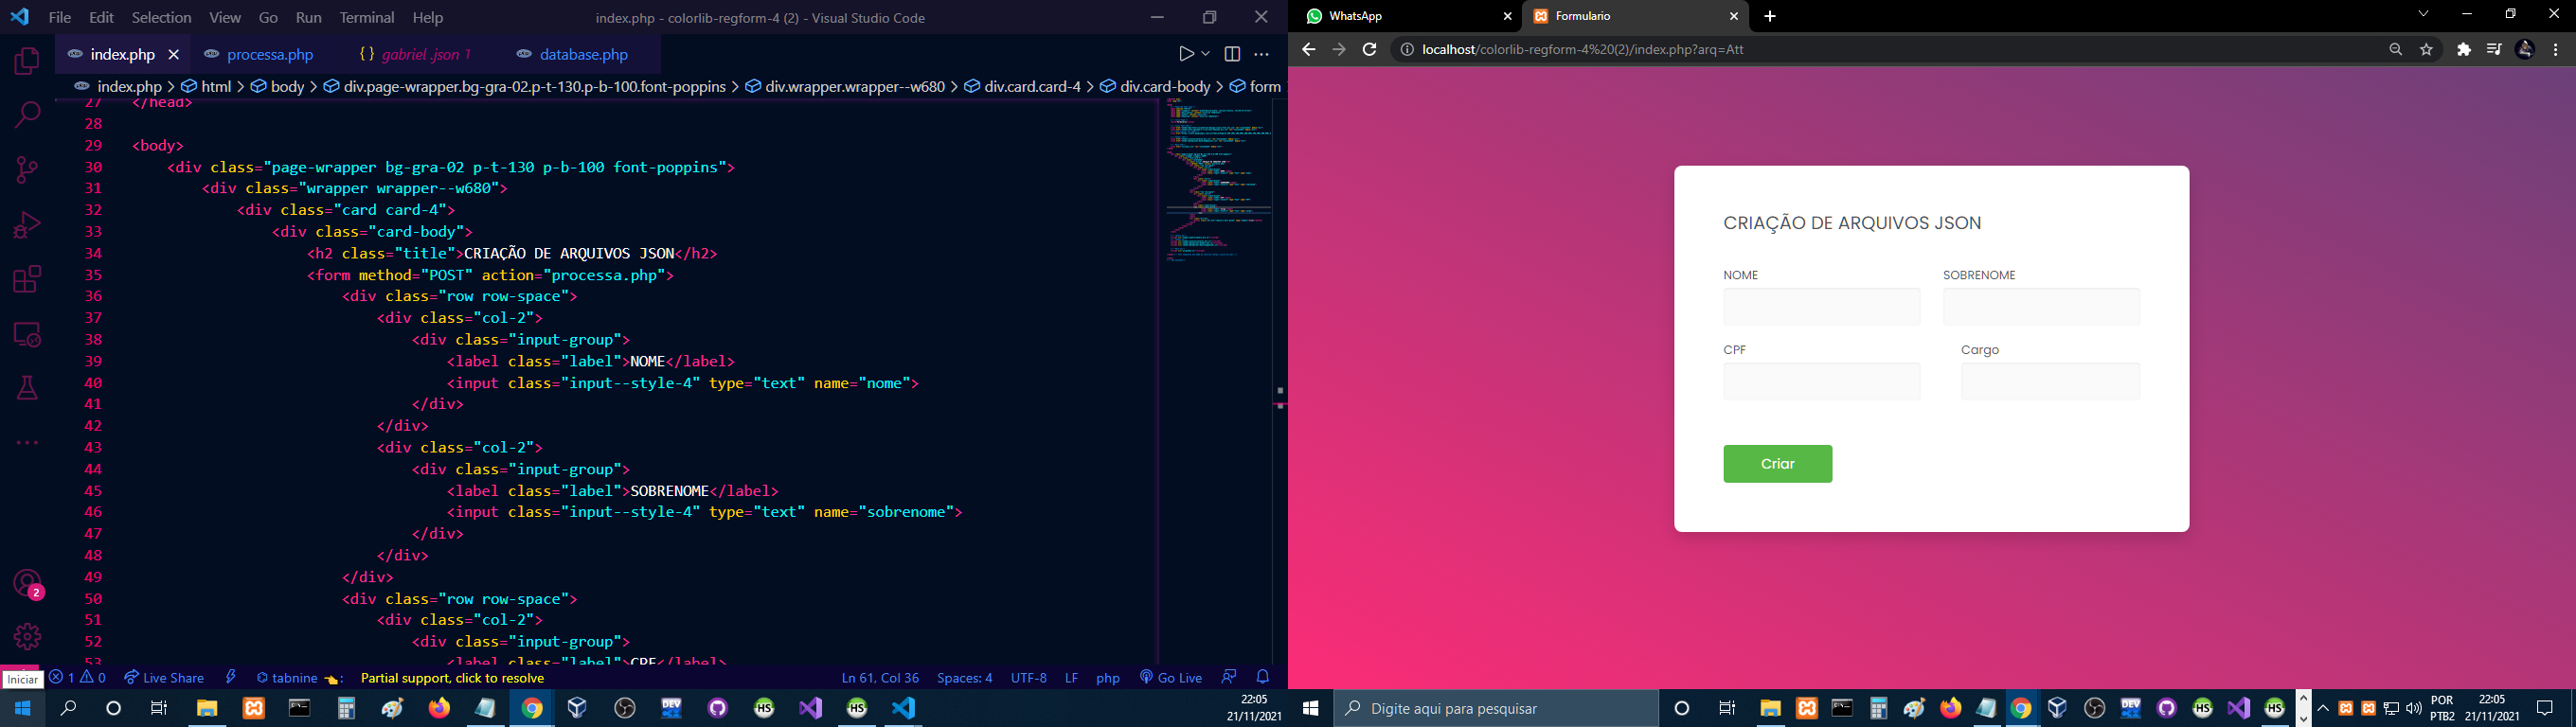 File Edit Selection View Go Run Terminal Help index.php - colorlib-regform-4 (2) - Visual Studio Code
index.php processa.php { } gabriel .json 1 database.php
index.php > html > body > div.page-wrapper.bg-gra-02.p-t-130.p-b-100.font-poppins > div.wrapper.wrapper--w680 > div.card.card-4 > div.card-body > form
27 </head>
28
29 <body>
30 <div class="page-wrapper bg-gra-02 p-t-130 p-b-100 font-poppins">
31 <div class="wrapper wrapper--w680">
32 <div class="card card-4">
33 <div class="card-body">
34 <h2 class="title">CRIAÇÃO DE ARQUIVOS JSON</h2>
35 <form method="POST" action="processa.php">
36 <div class="row row-space">
37 <div class="col-2">
38 <div class="input-group">
39 <label class="label">NOME</label>
40 <input class="input--style-4" type="text" name="nome">
41 </div>
42 </div>
43 <div class="col-2">
44 <div class="input-group">
45 <label class="label">SOBRENOME</label>
46 <input class="input--style-4" type="text" name="sobrenome">
47 </div>
48 </div>
49 </div>
50 <div class="row row-space">
51 <div class="col-2">
52 <div class="input-group">
53 <label class="label">CPF</label>
2
Iniciar
1 0 Live Share tabnine : Partial support, click to resolve Ln 61, Col 36 Spaces: 4 UTF-8 LF php Go Live
DEV HS HS
22:05
21/11/2021
WhatsApp Formulario
localhost/colorlib-regform-4%20(2)/index.php?arq=Att
CRIAÇÃO DE ARQUIVOS JSON
NOME SOBRENOME
CPF Cargo
Criar
Digite aqui para pesquisar
DEV HS HS
POR
PTB2
22:05
21/11/2021